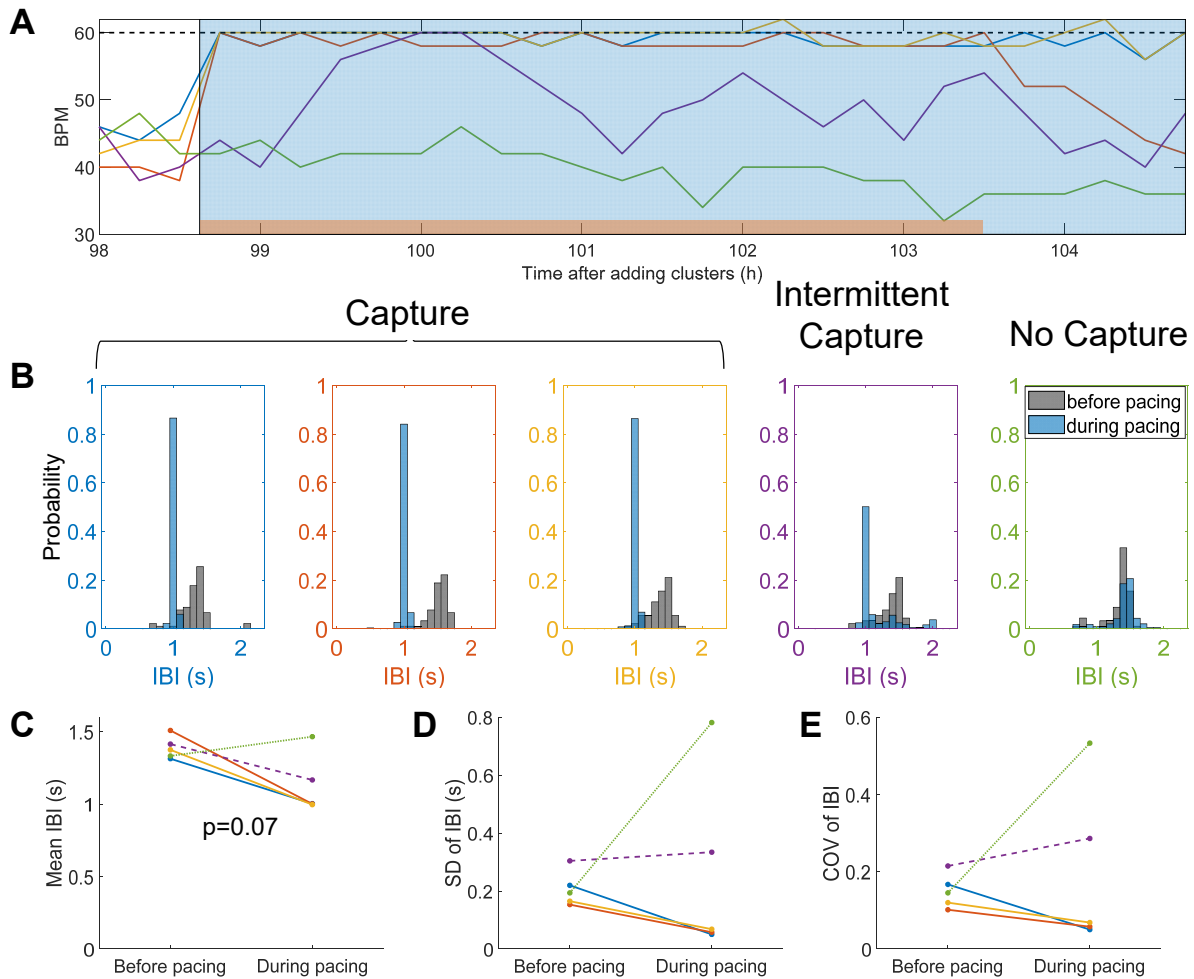 A
60
50
40
30
BPM
98
99
100
101
102
103
104
Time after adding clusters (h)
Capture
Intermittent
Capture
No Capture
B
Probability
1
0.8
0.6
0.4
0.2
0
0
1
2
IBI (s)
1
0.8
0.6
0.4
0.2
0
0
1
2
IBI (s)
1
0.8
0.6
0.4
0.2
0
0
1
2
IBI (s)
1
0.8
0.6
0.4
0.2
0
0
1
2
IBI (s)
1
0.8
0.6
0.4
0.2
0
0
1
2
IBI (s)
before pacing
during pacing
C
Mean IBI (s)
1.5
1
0.5
0
p=0.07
Before pacing
During pacing
D
SD of IBI (s)
0.8
0.6
0.4
0.2
0
Before pacing
During pacing
E
COV of IBI
0.6
0.4
0.2
0
Before pacing
During pacing